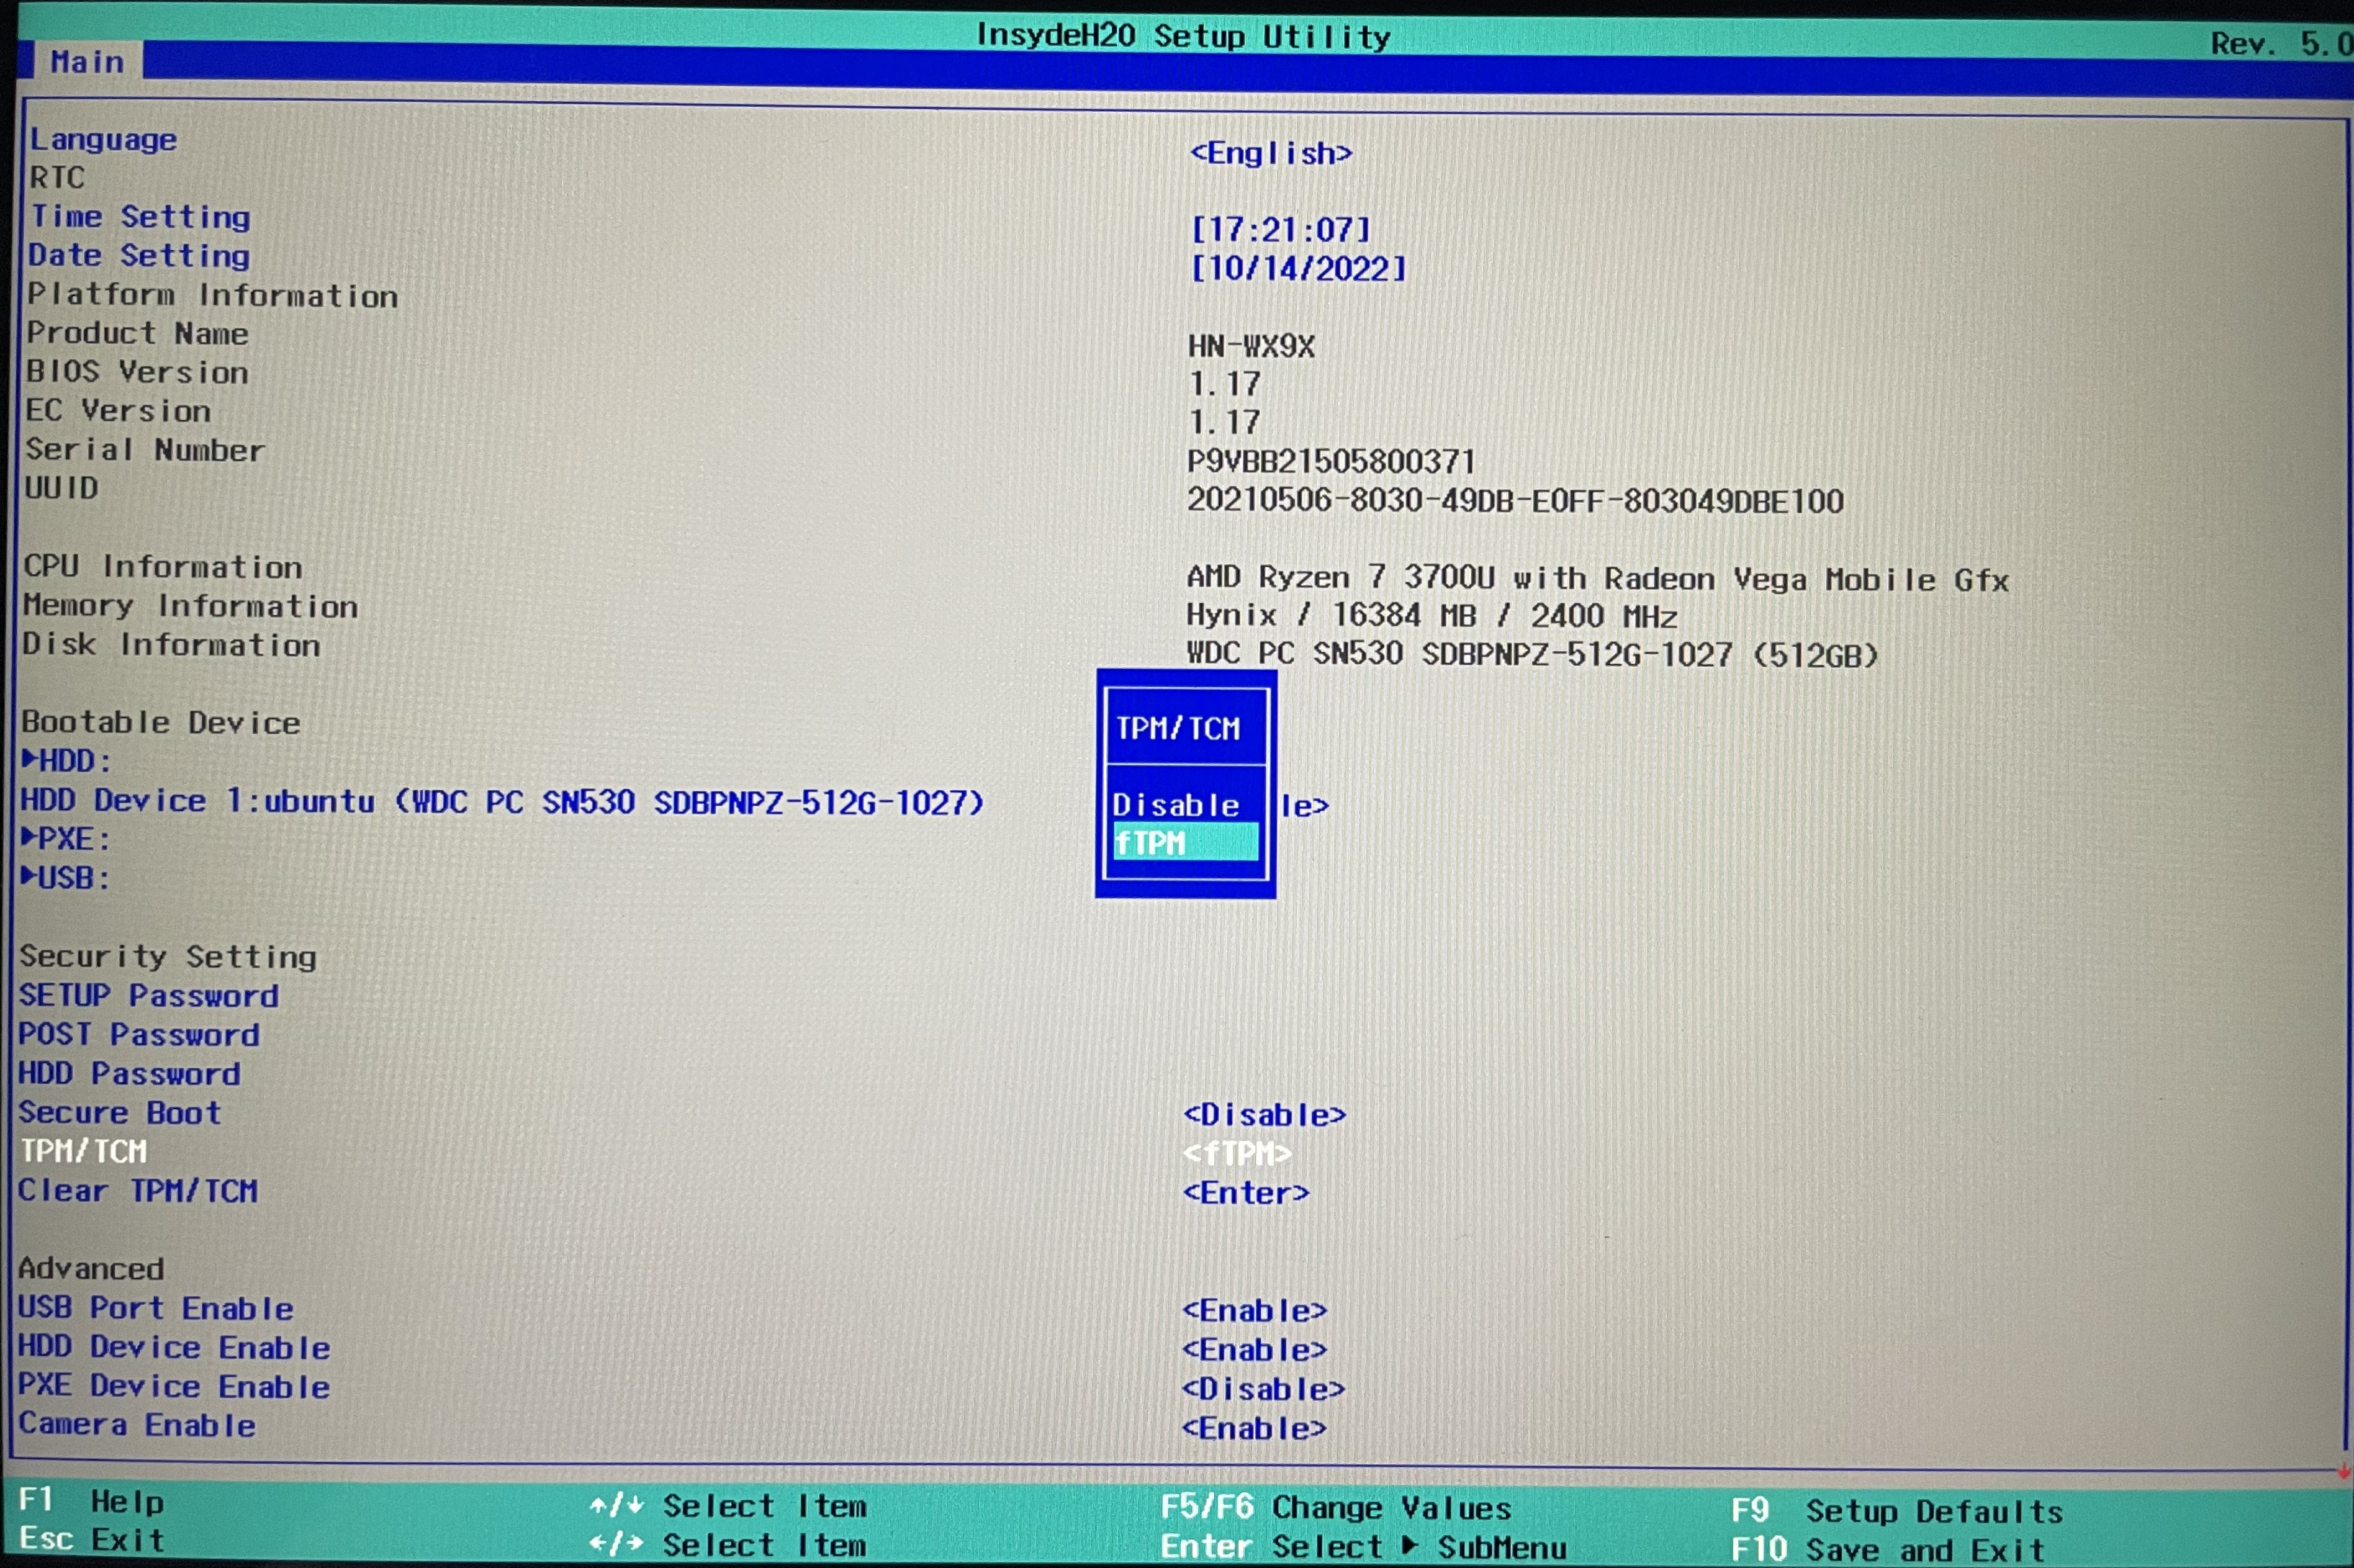 InsydeH20 Setup Utility
Rev. 5.0
Main
Language <English>
RTC
Time Setting [17:21:07]
Date Setting [10/14/2022]
Platform Information
Product Name HN-WX9X
BIOS Version 1.17
EC Version 1.17
Serial Number P9VBB21505800371
UUID 20210506-8030-49DB-E0FF-803049DBE100
CPU Information AMD Ryzen 7 3700U with Radeon Vega Mobile Gfx
Memory Information Hynix / 16384 MB / 2400 MHz
Disk Information WDC PC SN530 SDBPNPZ-512G-1027 (512GB)
Bootable Device
▶HDD:
HDD Device 1:ubuntu (WDC PC SN530 SDBPNPZ-512G-1027) le>
▶PXE:
▶USB:
TPM/TCM
Disable
fTPM
Security Setting
SETUP Password
POST Password
HDD Password
Secure Boot <Disable>
TPM/TCM <fTPM>
Clear TPM/TCM <Enter>
Advanced
USB Port Enable <Enable>
HDD Device Enable <Enable>
PXE Device Enable <Disable>
Camera Enable <Enable>
F1 Help ↑/↓ Select Item F5/F6 Change Values F9 Setup Defaults
Esc Exit ←/→ Select Item Enter Select ▶ SubMenu F10 Save and Exit